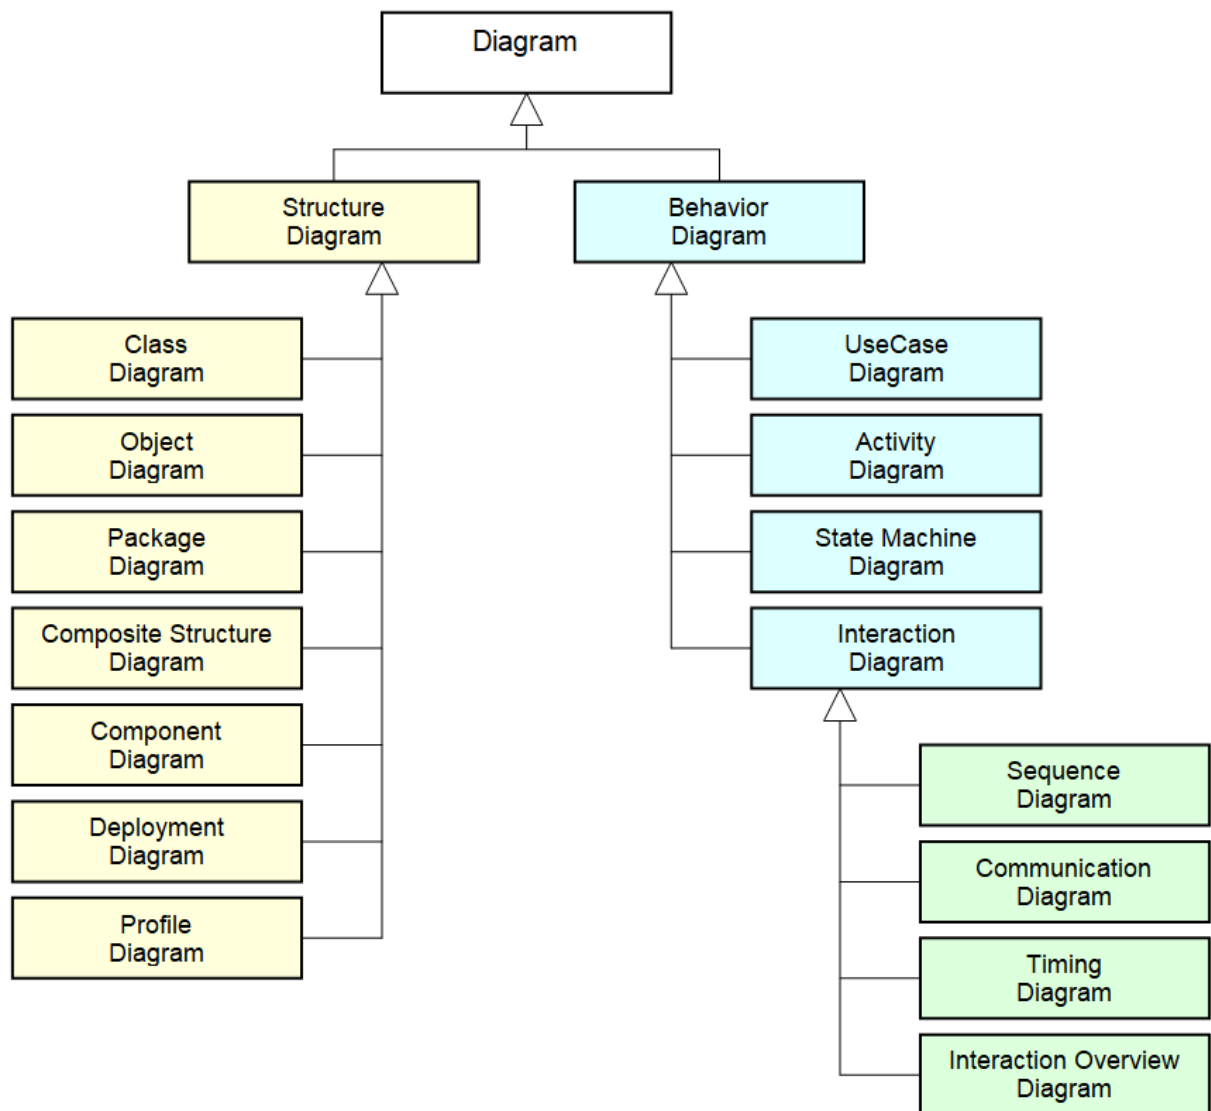 Diagram
Structure
Diagram
Behavior
Diagram
Class
Diagram
Object
Diagram
Package
Diagram
Composite Structure
Diagram
Component
Diagram
Deployment
Diagram
Profile
Diagram
UseCase
Diagram
Activity
Diagram
State Machine
Diagram
Interaction
Diagram
Sequence
Diagram
Communication
Diagram
Timing
Diagram
Interaction Overview
Diagram